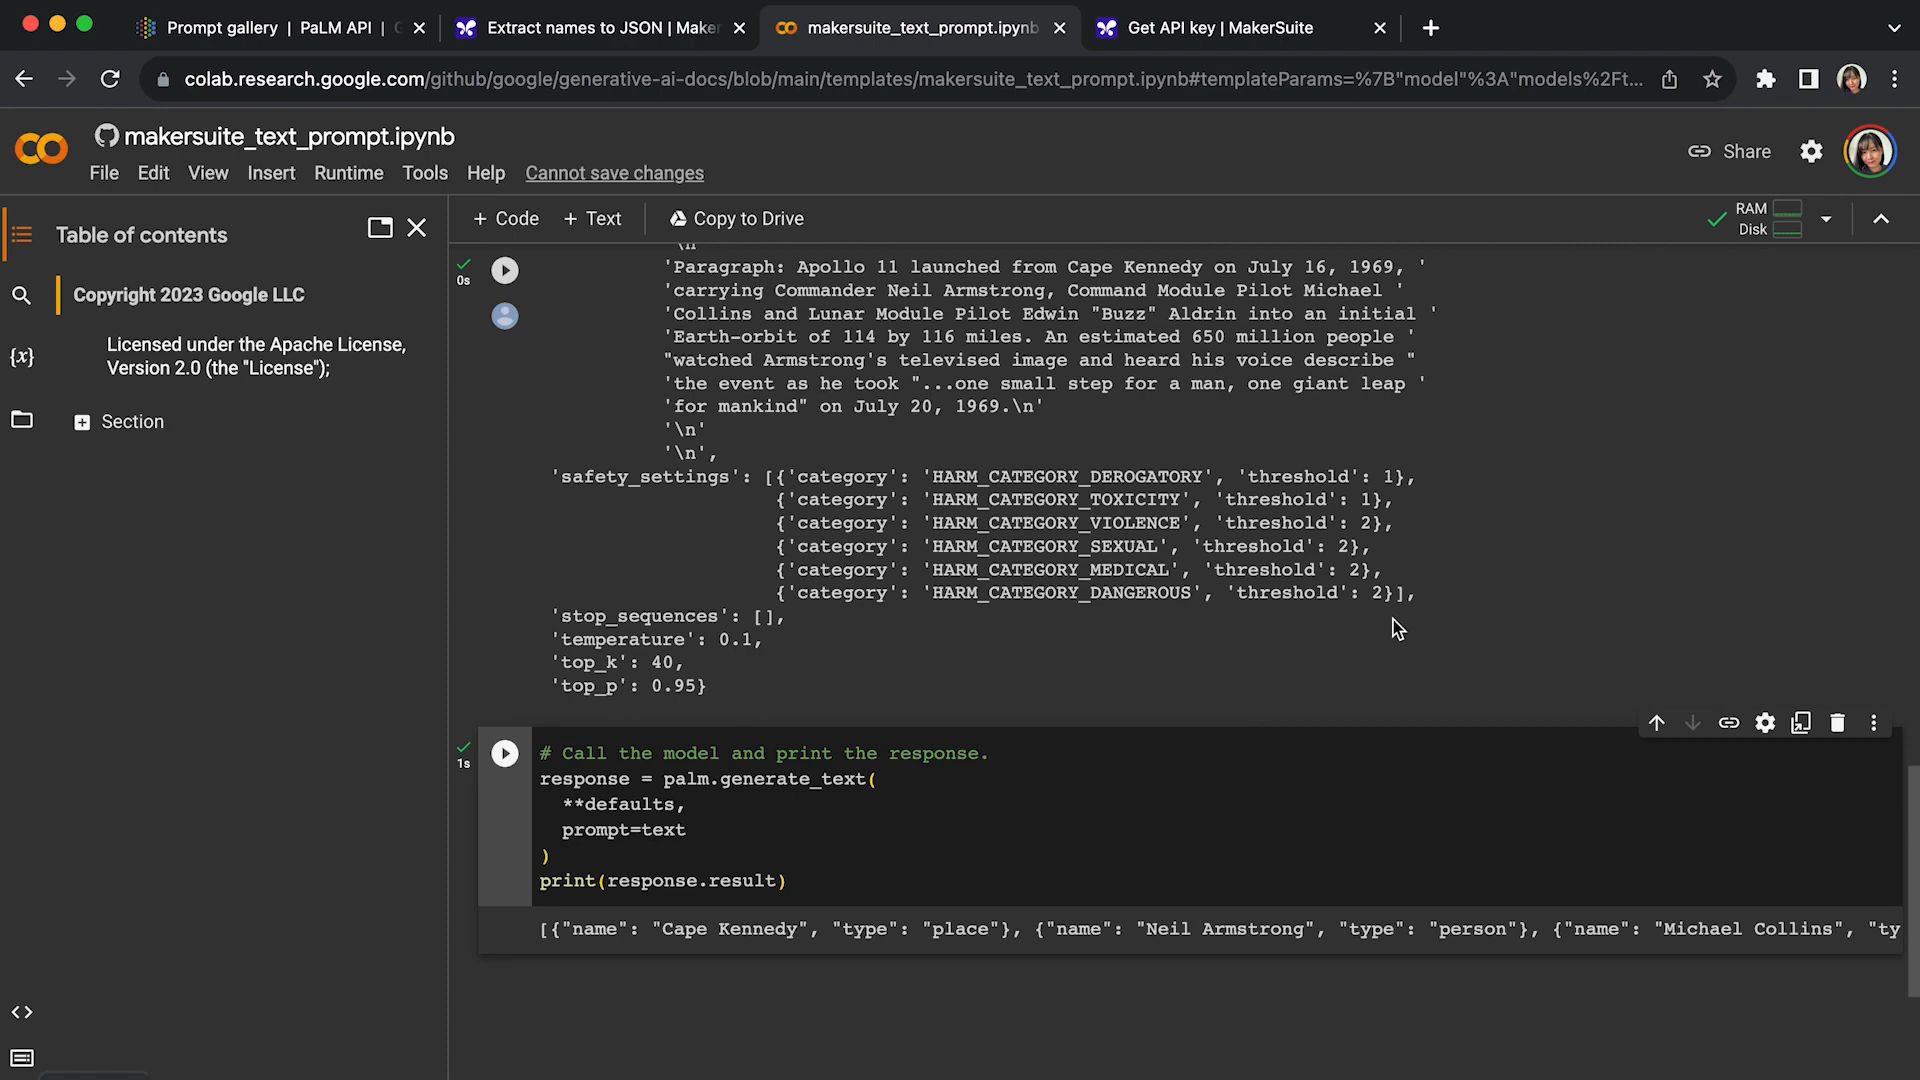 Prompt gallery | PaLM API |
Extract names to JSON | Maker
makersuite_text_prompt.ipynb
Get API key | MakerSuite
colab.research.google.com/github/google/generative-ai-docs/blob/main/templates/makersuite_text_prompt.ipynb#templateParams=%7B"model"%3A"models%2Ft...
makersuite_text_prompt.ipynb
File Edit View Insert Runtime Tools Help Cannot save changes
Share
Table of contents
+ Code + Text Copy to Drive
RAM
Disk
Copyright 2023 Google LLC
Licensed under the Apache License,
Version 2.0 (the "License");
{x}
Section
0s
'Paragraph: Apollo 11 launched from Cape Kennedy on July 16, 1969, '
'carrying Commander Neil Armstrong, Command Module Pilot Michael '
'Collins and Lunar Module Pilot Edwin "Buzz" Aldrin into an initial '
'Earth-orbit of 114 by 116 miles. An estimated 650 million people '
"watched Armstrong's televised image and heard his voice describe "
'the event as he took "...one small step for a man, one giant leap '
'for mankind" on July 20, 1969.\n'
'\n'
'\n',
'safety_settings': [{'category': 'HARM_CATEGORY_DEROGATORY', 'threshold': 1},
{'category': 'HARM_CATEGORY_TOXICITY', 'threshold': 1},
{'category': 'HARM_CATEGORY_VIOLENCE', 'threshold': 2},
{'category': 'HARM_CATEGORY_SEXUAL', 'threshold': 2},
{'category': 'HARM_CATEGORY_MEDICAL', 'threshold': 2},
{'category': 'HARM_CATEGORY_DANGEROUS', 'threshold': 2}],
'stop_sequences': [],
'temperature': 0.1,
'top_k': 40,
'top_p': 0.95}
1s
# Call the model and print the response.
response = palm.generate_text(
**defaults,
prompt=text
)
print(response.result)
[{"name": "Cape Kennedy", "type": "place"}, {"name": "Neil Armstrong", "type": "person"}, {"name": "Michael Collins", "ty